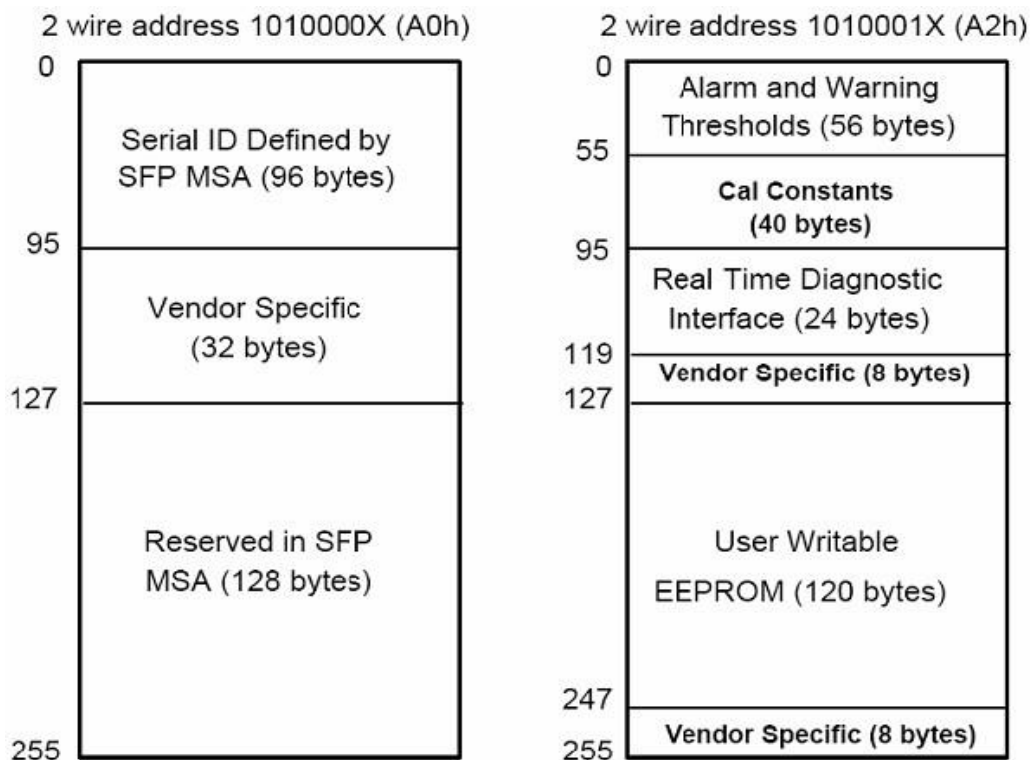 2 wire address 1010000X (A0h)
0
Serial ID Defined by
SFP MSA (96 bytes)
95
Vendor Specific
(32 bytes)
127
Reserved in SFP
MSA (128 bytes)
255
2 wire address 1010001X (A2h)
0
Alarm and Warning
Thresholds (56 bytes)
55
Cal Constants
(40 bytes)
95
Real Time Diagnostic
Interface (24 bytes)
119
Vendor Specific (8 bytes)
127
User Writable
EEPROM (120 bytes)
247
Vendor Specific (8 bytes)
255